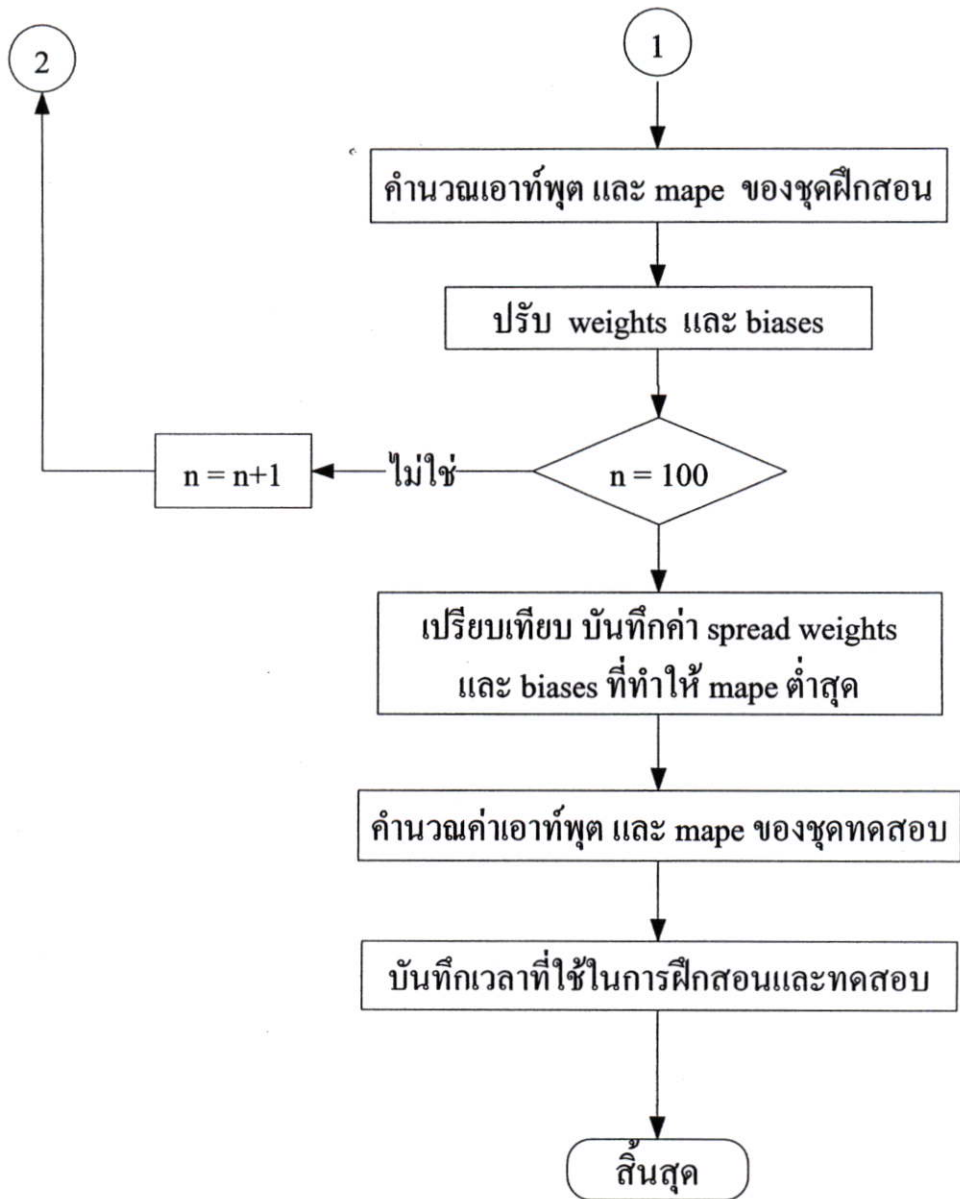 2
1
คำนวณเอาท์พุต และ mape ของชุดฝึกสอน
ปรับ weights และ biases
n = n+1
ไม่ใช่
n = 100
เปรียบเทียบ บันทึกค่า spread weights
และ biases ที่ทำให้ mape ต่ำสุด
คำนวณค่าเอาท์พุต และ mape ของชุดทดสอบ
บันทึกเวลาที่ใช้ในการฝึกสอนและทดสอบ
สิ้นสุด